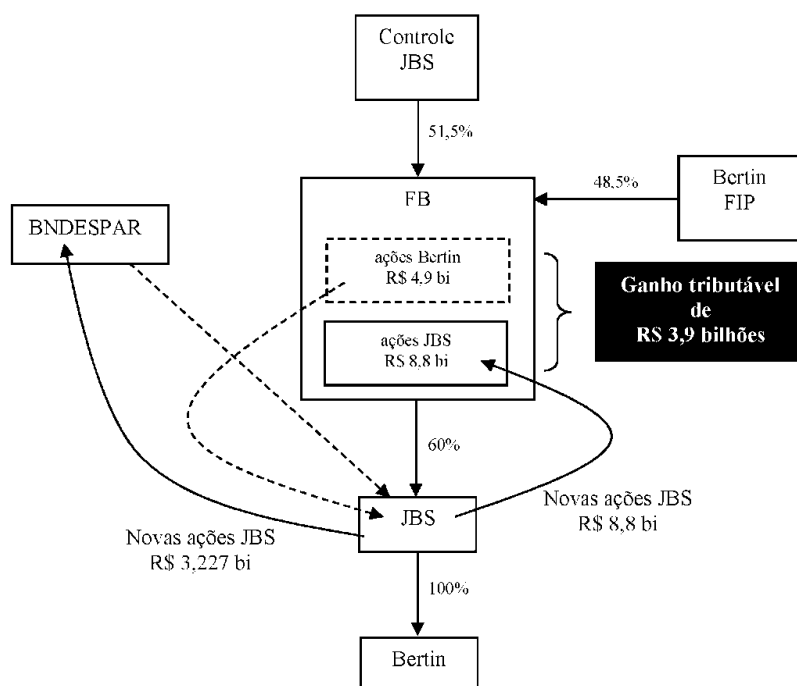 Controle
JBS
51,5%
FB
48,5%
Bertin
FIP
BNDESPAR
ações Bertin
R$ 4,9 bi
Ganho tributável
de
R$ 3,9 bilhões
ações JBS
R$ 8,8 bi
60%
Novas ações JBS
R$ 8,8 bi
JBS
Novas ações JBS
R$ 3,227 bi
100%
Bertin